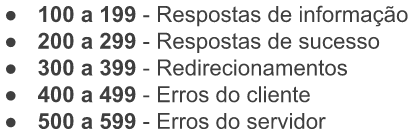 ● 100 a 199 - Respostas de informação
● 200 a 299 - Respostas de sucesso
● 300 a 399 - Redirecionamentos
● 400 a 499 - Erros do cliente
● 500 a 599 - Erros do servidor